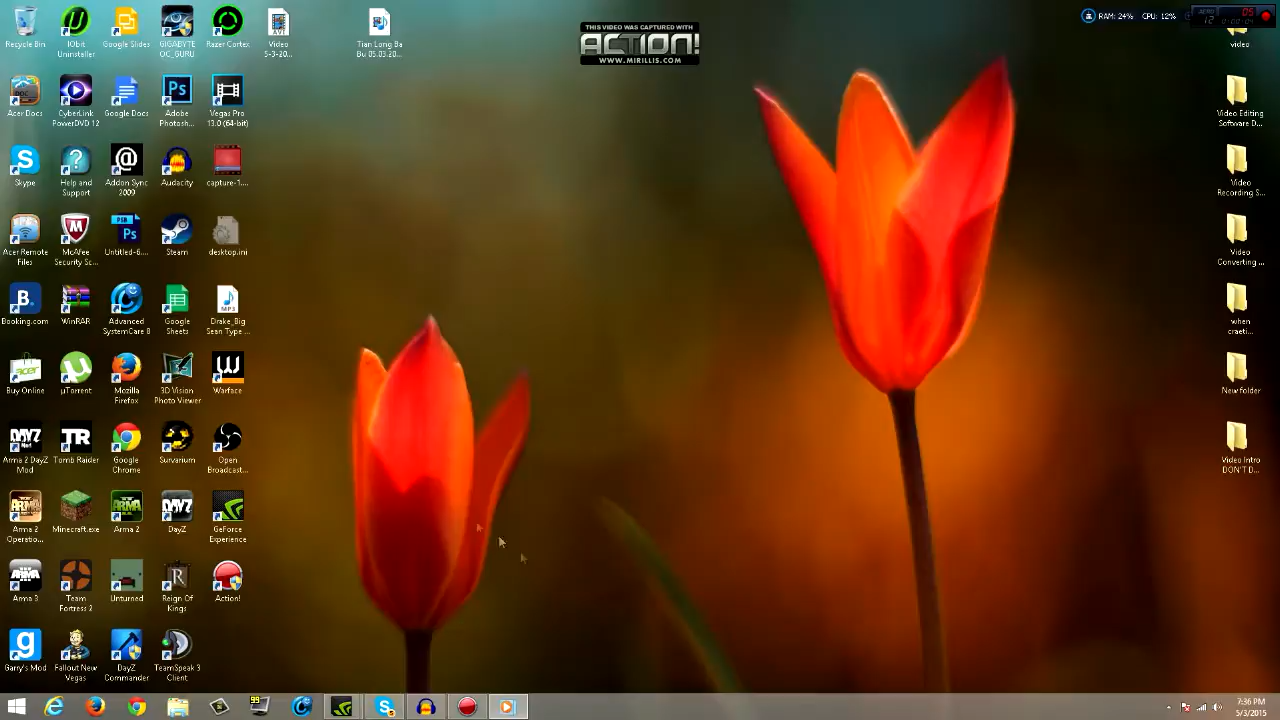 Recycle Bin
IObit
Uninstaller
Google Slides
GIGABYTE
OC_GURU
Razer Cortex
Video
5-3-20...
Tian Long Ba
Bu 05.03.20...
THIS VIDEO WAS CAPTURED WITH
ACTION!
WWW.MIRILLIS.COM
RAM: 24%
CPU: 12%
video
Acer Docs
CyberLink
PowerDVD 12
Google Docs
Adobe
Photosh...
Vegas Pro
13.0 (64-bit)
Video Editing
Software D...
Skype
Help and
Support
Addon Sync
2009
Audacity
capture-1....
Video
Recording S...
Acer Remote
Files
McAfee
Security Sc...
Untitled-6....
Steam
desktop.ini
Video
Converting ...
Booking.com
WinRAR
Advanced
SystemCare 8
Google
Sheets
Drake_Big
Sean Type ...
when
craeti...
Buy Online
µTorrent
Mozilla
Firefox
3D Vision
Photo Viewer
Warface
New folder
Arma 2 DayZ
Mod
Tomb Raider
Google
Chrome
Survarium
Open
Broadcast...
Video Intro
DON'T D...
Arma 2
Operatio...
Minecraft.exe
Arma 2
DayZ
GeForce
Experience
Arma 3
Team
Fortress 2
Unturned
Reign Of
Kings
Action!
Garry's Mod
Fallout New
Vegas
DayZ
Commander
TeamSpeak 3
Client
7:36 PM
5/3/2015